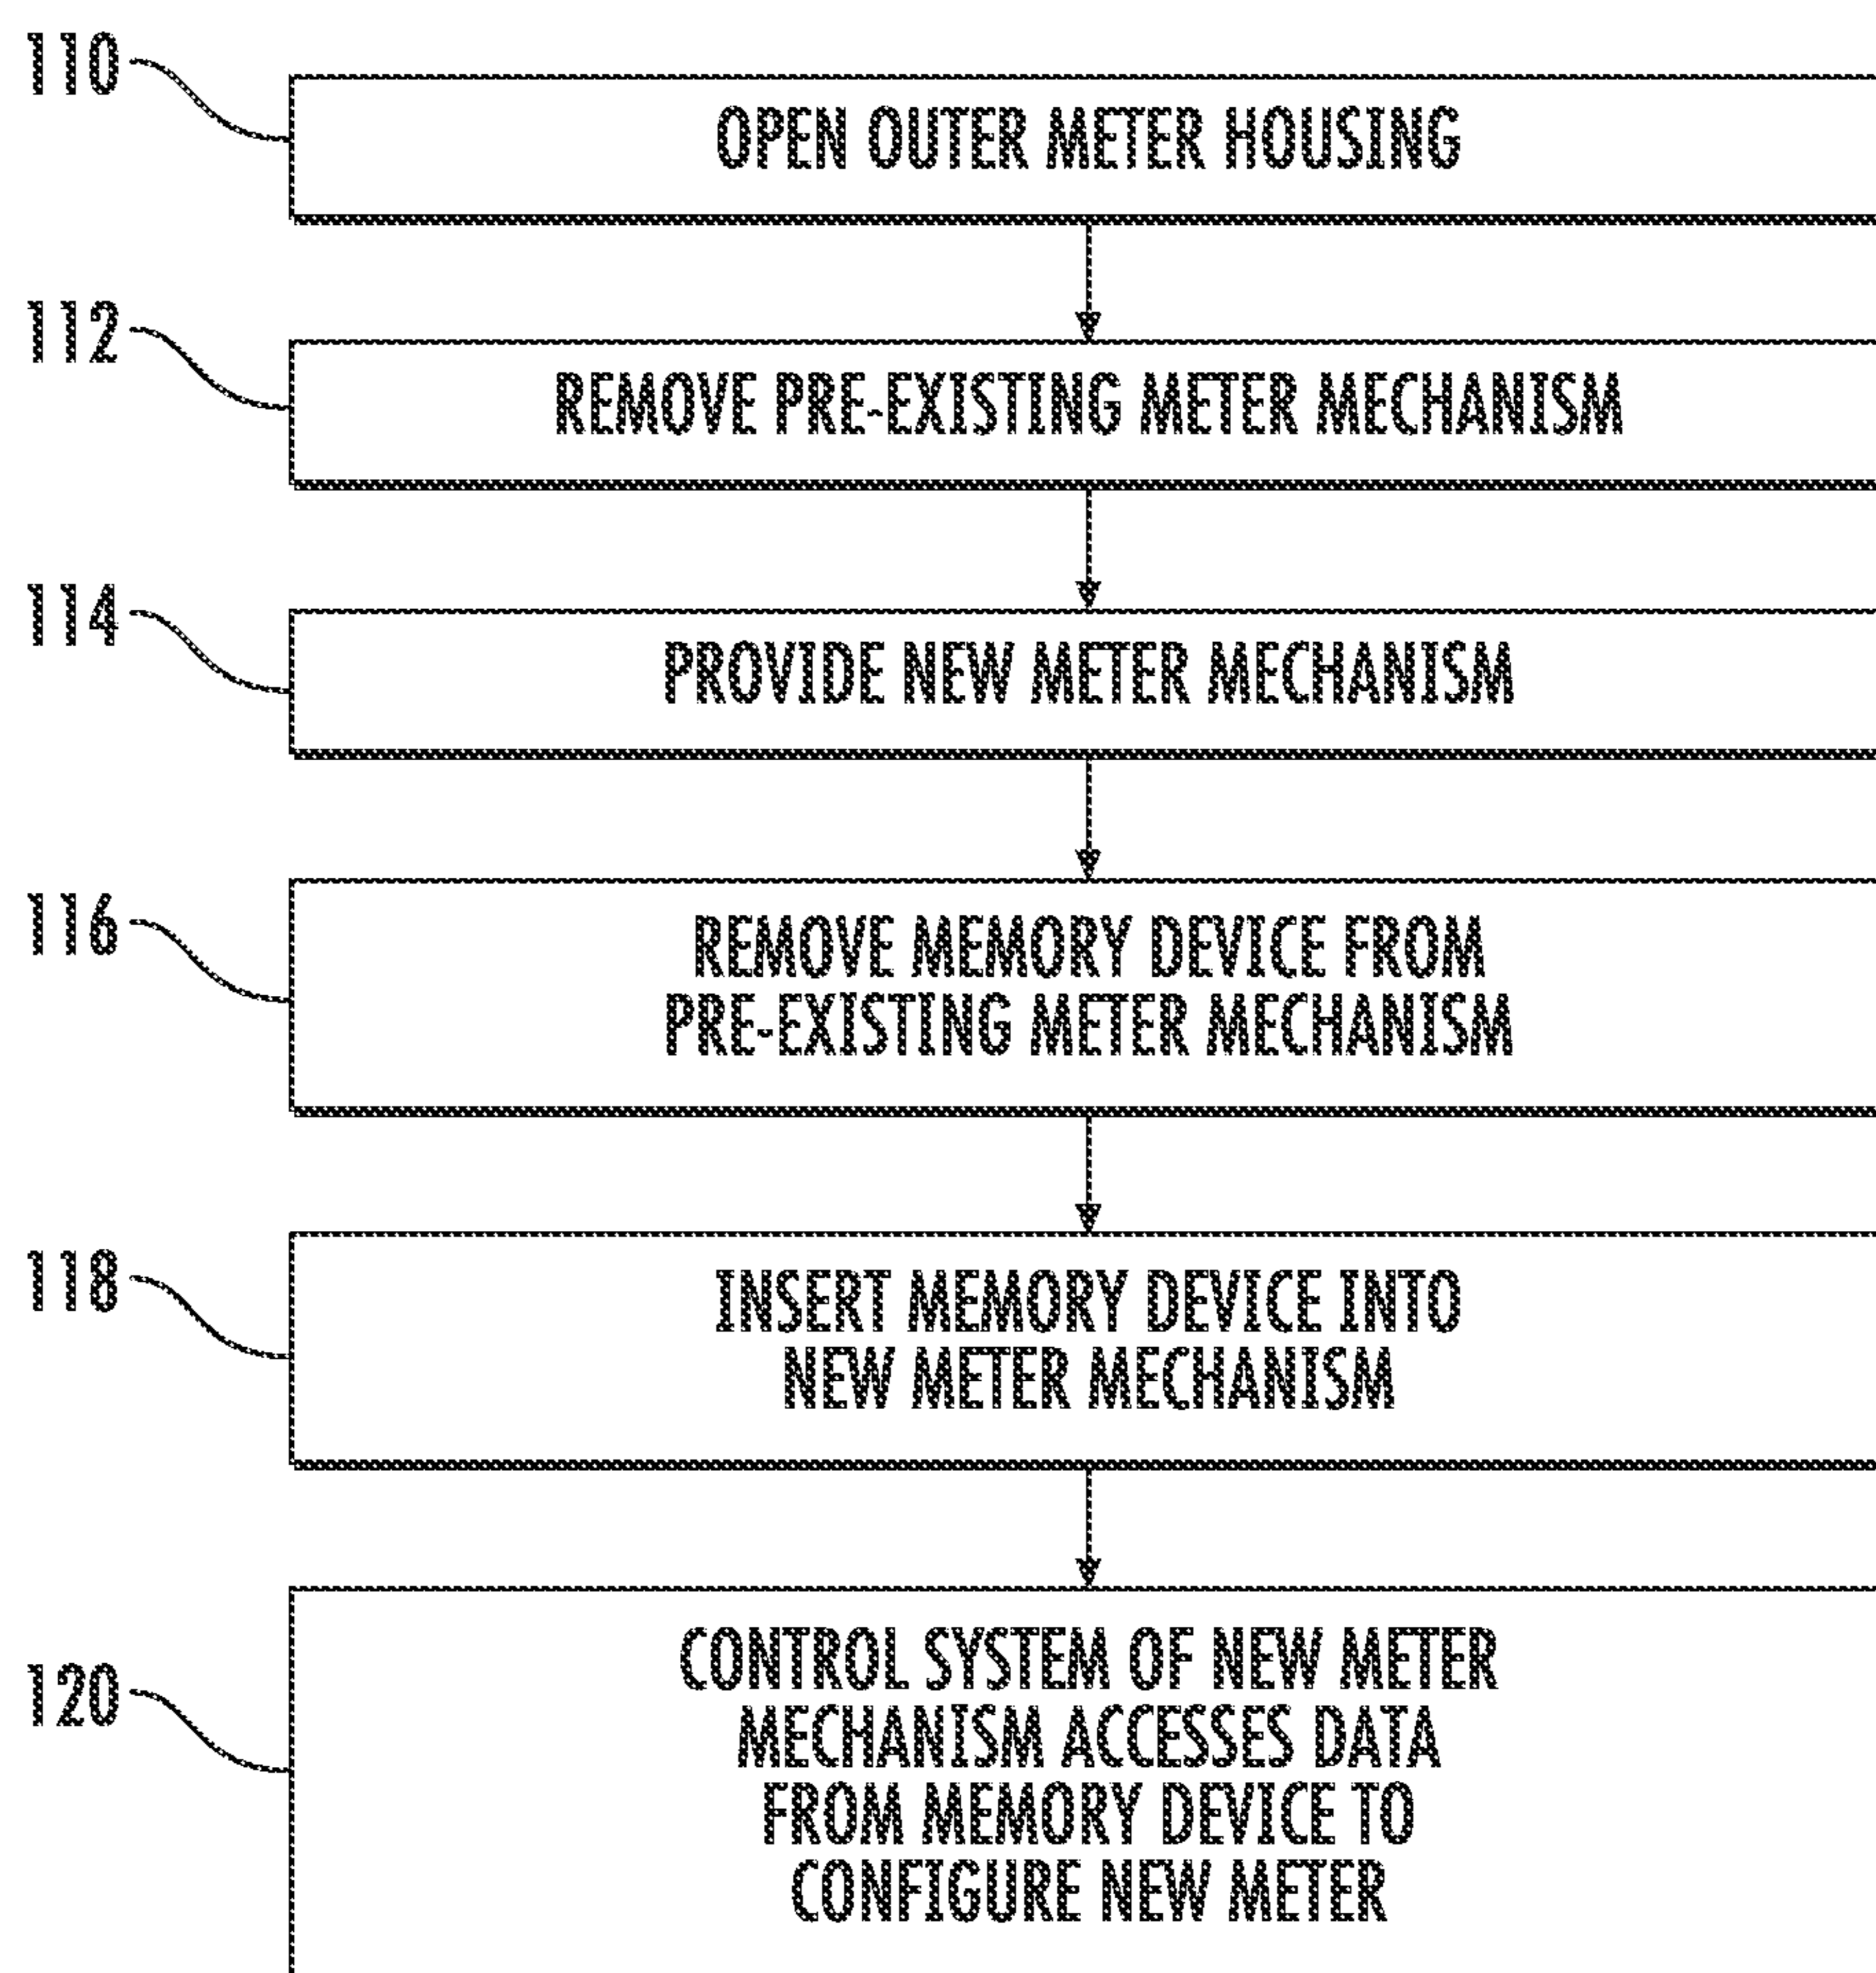 110
OPEN OUTER METER HOUSING
112
REMOVE PRE-EXISTING METER MECHANISM
114
PROVIDE NEW METER MECHANISM
116
REMOVE MEMORY DEVICE FROM
PRE-EXISTING METER MECHANISM
118
INSERT MEMORY DEVICE INTO
NEW METER MECHANISM
120
CONTROL SYSTEM OF NEW METER
MECHANISM ACCESSES DATA
FROM MEMORY DEVICE TO
CONFIGURE NEW METER